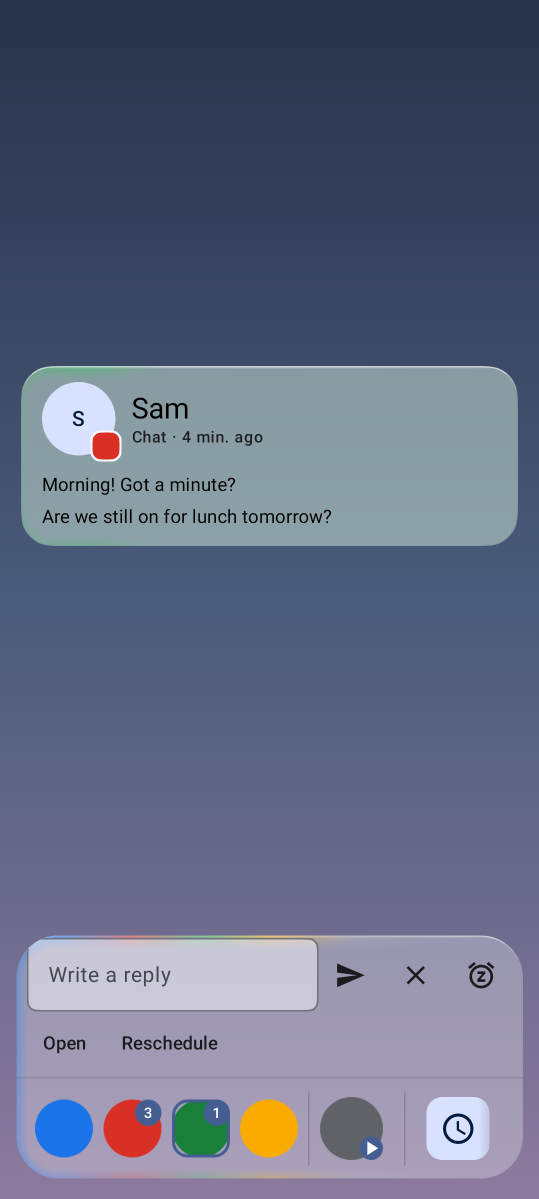 S
Sam
Chat · 4 min. ago
Morning! Got a minute?
Are we still on for lunch tomorrow?
Write a reply
Open Reschedule
3 1